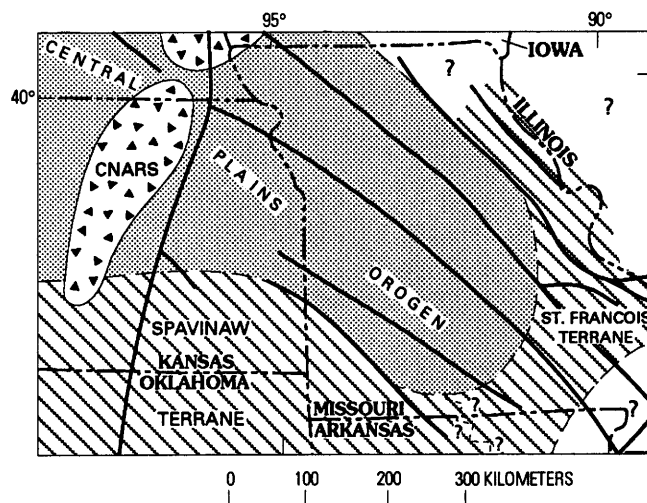 95°
90°
IOWA
?
CENTRAL
40°
?
ILLINOIS
CNARS
PLAINS
OROGEN
SPAVINAW
ST. FRANCOIS
TERRANE
KANSAS
OKLAHOMA
TERRANE
MISSOURI
ARKANSAS
?
?
?
?
?
0 100 200 300 KILOMETERS